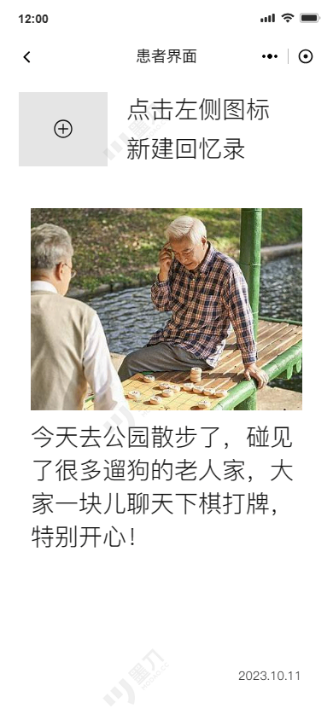 12:00
患者界面
点击左侧图标
新建回忆录
今天去公园散步了，碰见
了很多遛狗的老人家，大
家一块儿聊天下棋打牌，
特别开心！
2023.10.11
墨刀